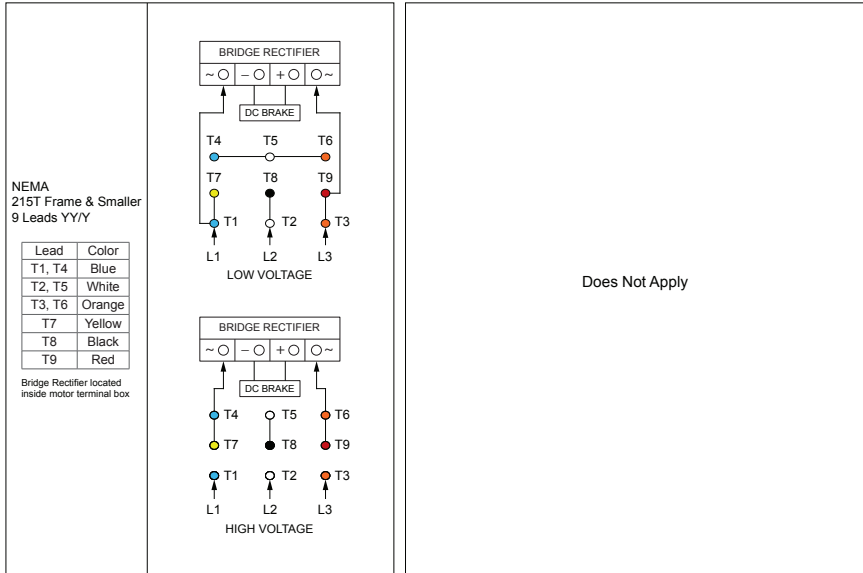 NEMA
215T Frame & Smaller
9 Leads YY/Y
Lead Color
T1, T4 Blue
T2, T5 White
T3, T6 Orange
T7 Yellow
T8 Black
T9 Red
Bridge Rectifier located
inside motor terminal box
BRIDGE RECTIFIER
~ − + ~
DC BRAKE
T4 T5 T6
T7 T8 T9
T1 T2 T3
L1 L2 L3
LOW VOLTAGE
BRIDGE RECTIFIER
~ − + ~
DC BRAKE
T4 T5 T6
T7 T8 T9
T1 T2 T3
L1 L2 L3
HIGH VOLTAGE
Does Not Apply